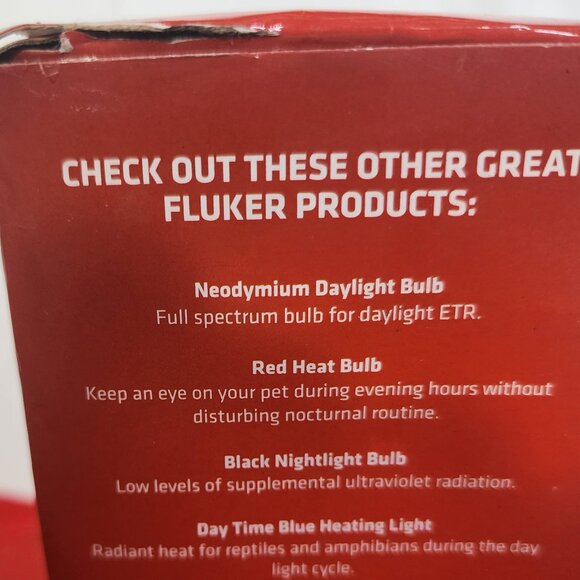 CHECK OUT THESE OTHER GREAT
FLUKER PRODUCTS:
Neodymium Daylight Bulb
Full spectrum bulb for daylight ETR.
Red Heat Bulb
Keep an eye on your pet during evening hours without
disturbing nocturnal routine.
Black Nightlight Bulb
Low levels of supplemental ultraviolet radiation.
Day Time Blue Heating Light
Radiant heat for reptiles and amphibians during the day
light cycle.